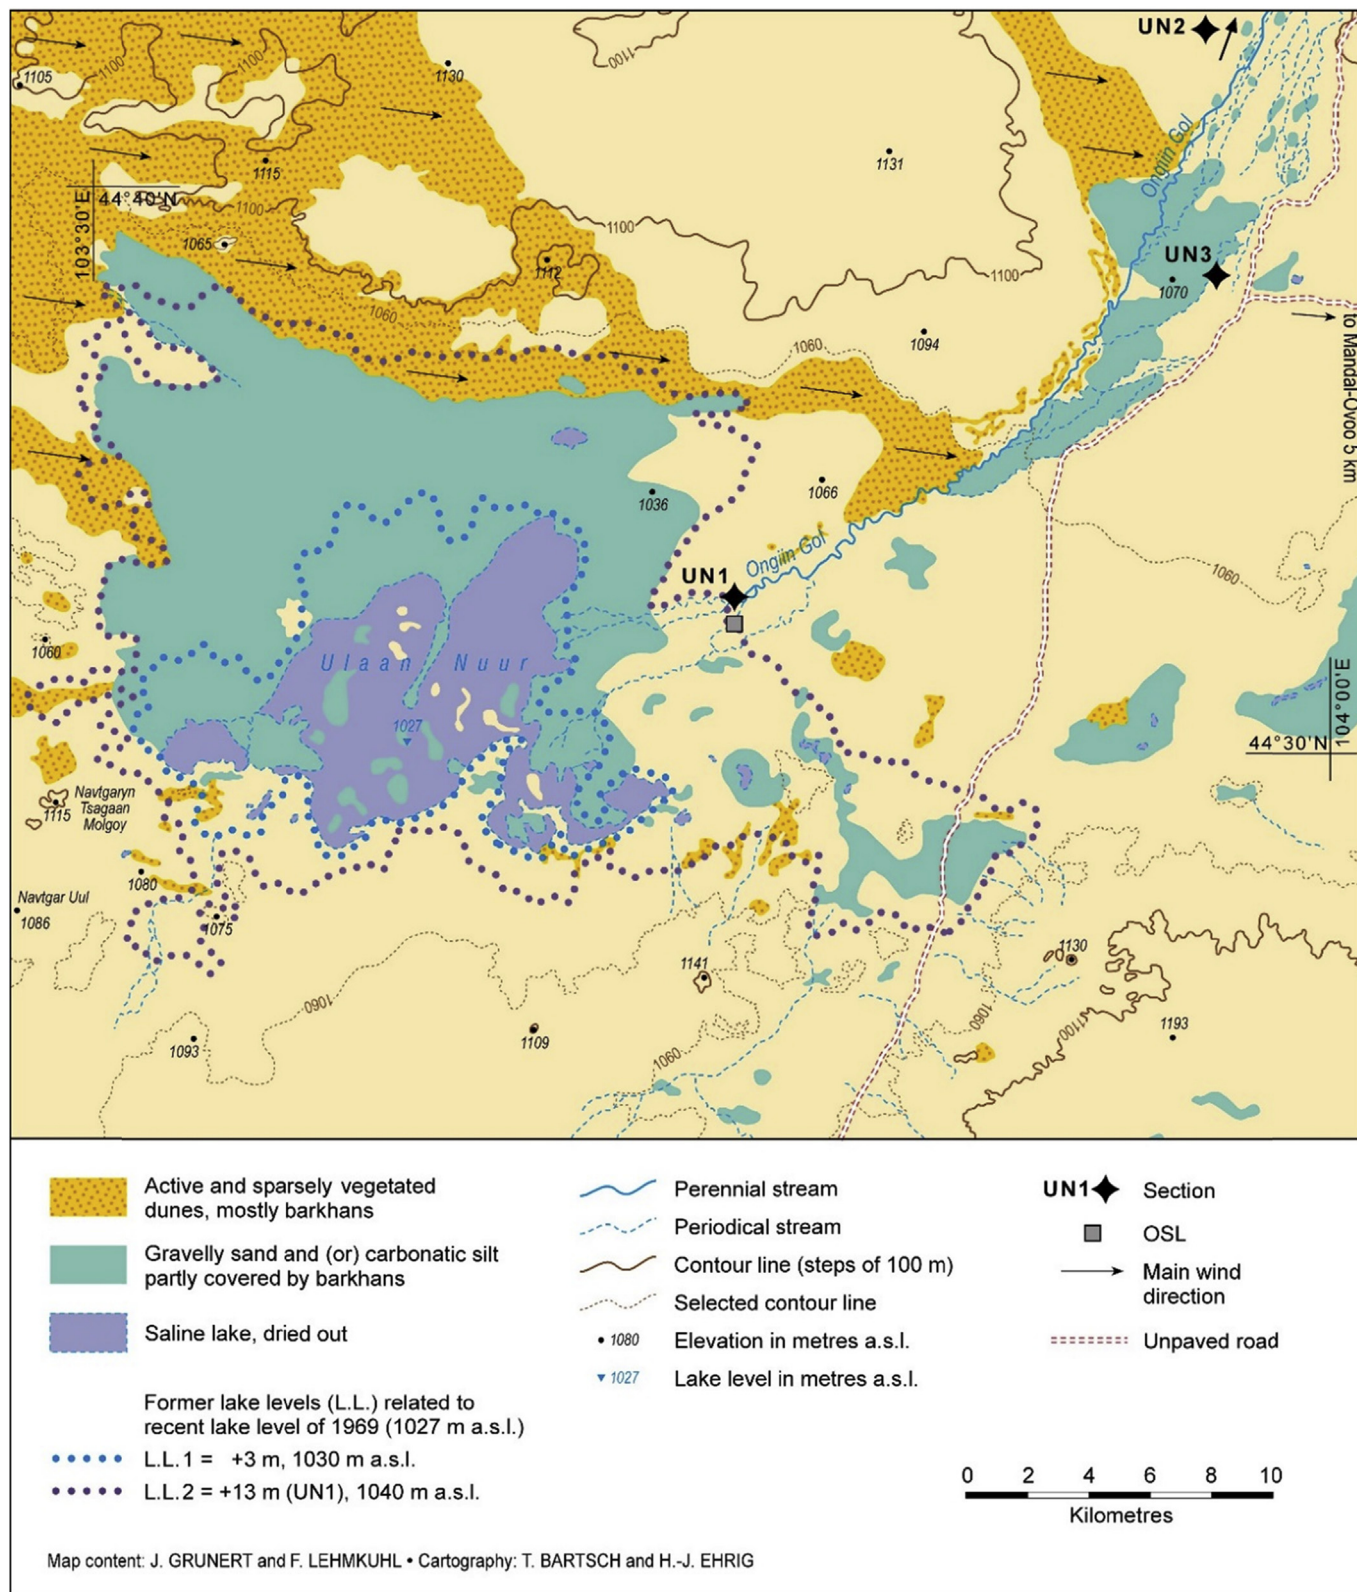 UN2
1105
1100
1100
1130
1100
1131
1115
44°40'N
103°30'E
1100
1065
1112
1100
1100
1060
Ongiin Gol
UN3
1070
1094
1060
to Mandal-Ovoo 5 km
1036
1066
UN1
Ongiin Gol
1060
1060
Ulaan Nuur
1027
104°00'E
44°30'N
Navtgaryn
Tsagaan
Molgoy
1115
1080
Navtgar Uul
1086
1075
1141
1130
1060
1060
1100
1193
1093
1109
1060
Active and sparsely vegetated
dunes, mostly barkhans
Gravelly sand and (or) carbonatic silt
partly covered by barkhans
Saline lake, dried out
Former lake levels (L.L.) related to
recent lake level of 1969 (1027 m a.s.l.)
L.L.1 = +3 m, 1030 m a.s.l.
L.L.2 = +13 m (UN1), 1040 m a.s.l.
Perennial stream
Periodical stream
Contour line (steps of 100 m)
Selected contour line
1080 Elevation in metres a.s.l.
1027 Lake level in metres a.s.l.
UN1 Section
OSL
Main wind
direction
Unpaved road
0 2 4 6 8 10
Kilometres
Map content: J. GRUNERT and F. LEHMKUHL • Cartography: T. BARTSCH and H.-J. EHRIG